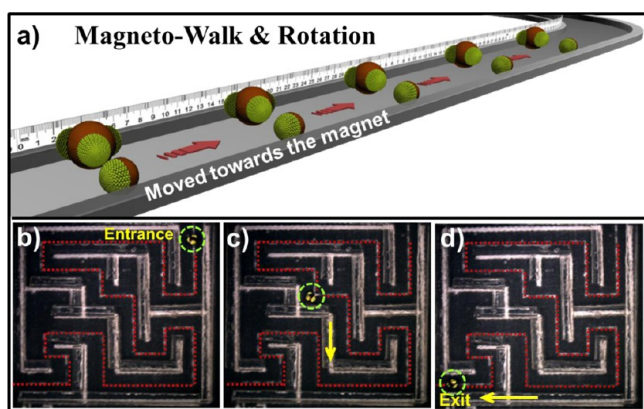 a)
Magneto-Walk & Rotation
Moved towards the magnet
b)
Entrance
c)
d)
Exit